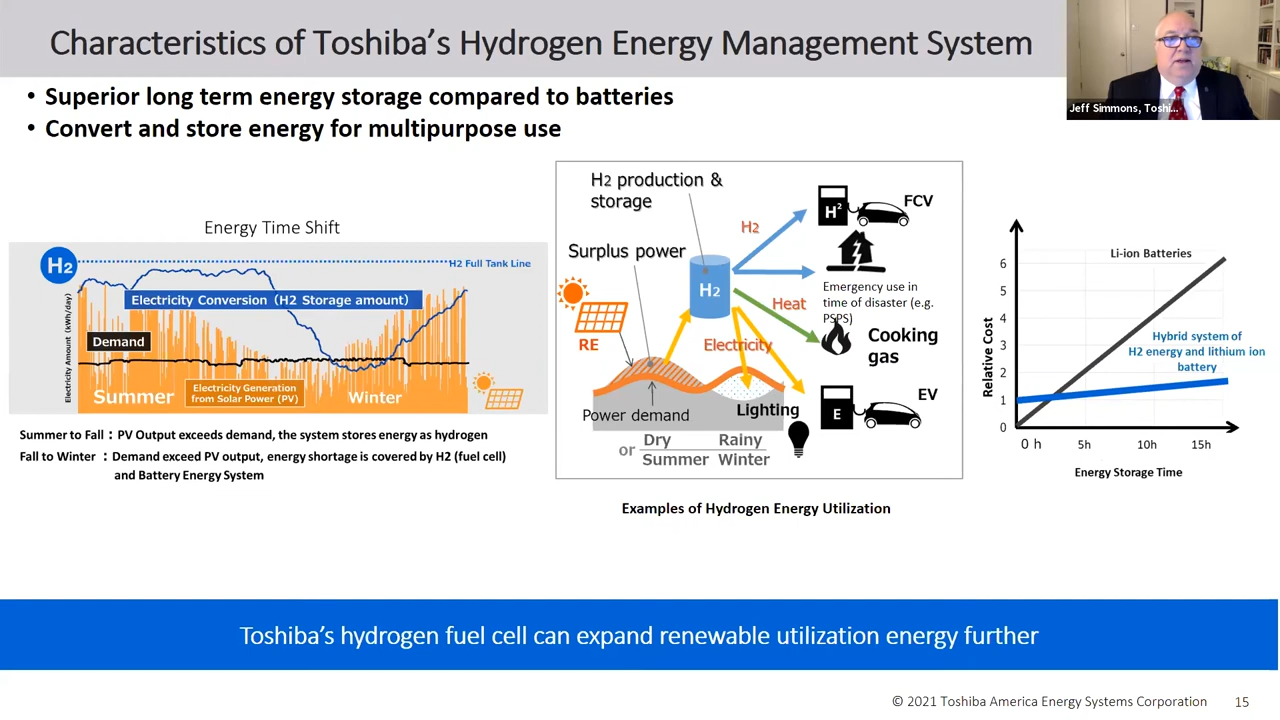 Characteristics of Toshiba's Hydrogen Energy Management System
Jeff Simmons, Toshi...
• Superior long term energy storage compared to batteries
• Convert and store energy for multipurpose use
Energy Time Shift
H2
H2 Full Tank Line
Electricity Conversion (H2 Storage amount)
Electricity Amount (kWh/day)
Demand
Electricity Generation
from Solar Power (PV)
Summer
Winter
Summer to Fall : PV Output exceeds demand, the system stores energy as hydrogen
Fall to Winter : Demand exceed PV output, energy shortage is covered by H2 (fuel cell)
and Battery Energy System
H2 production &
storage
Surplus power
RE
H2
H2
H2
FCV
Emergency use in
time of disaster (e.g.
PSPS)
Heat
Cooking
gas
Electricity
E
EV
Power demand
Lighting
or
Dry
Summer
Rainy
Winter
Examples of Hydrogen Energy Utilization
Relative Cost
6
5
4
3
2
1
0
Li-ion Batteries
Hybrid system of
H2 energy and lithium ion
battery
0 h 5h 10h 15h
Energy Storage Time
Toshiba's hydrogen fuel cell can expand renewable utilization energy further
© 2021 Toshiba America Energy Systems Corporation 15